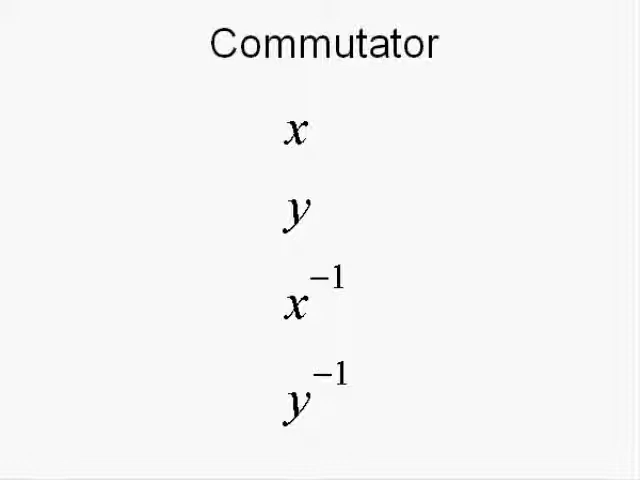 Commutator
x
y
x⁻¹
y⁻¹